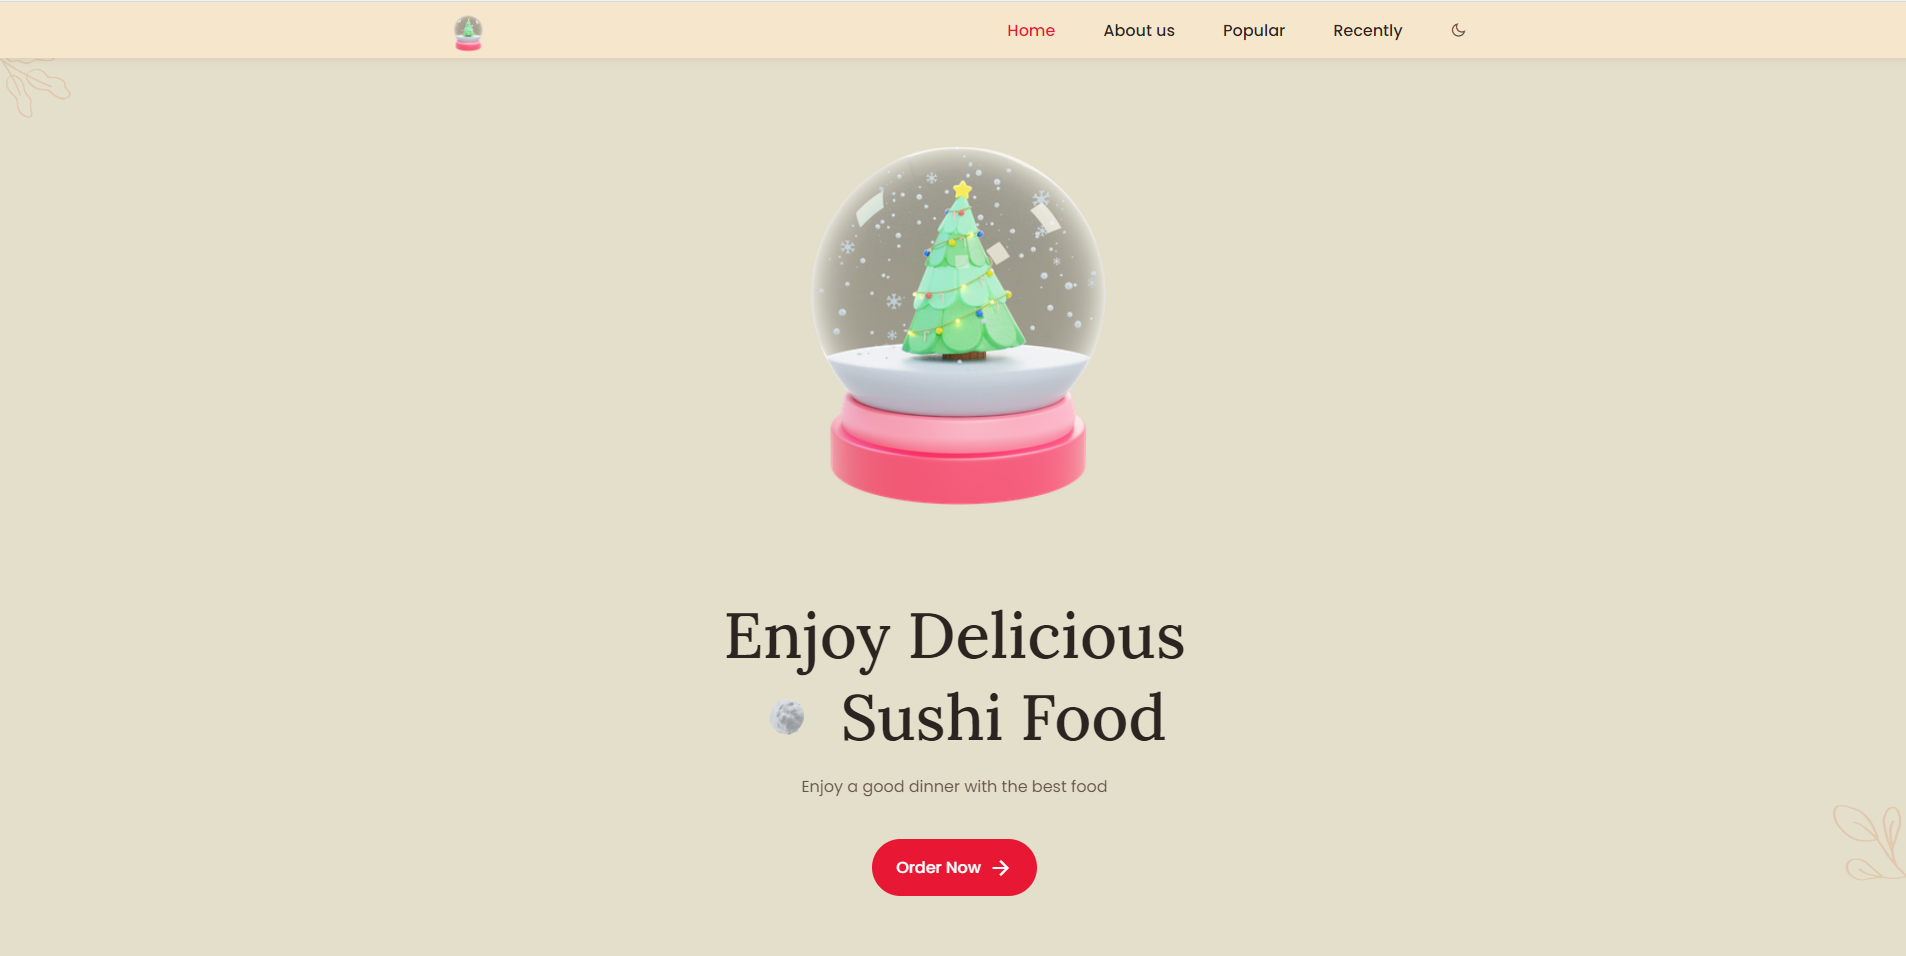 Home About us Popular Recently
Enjoy Delicious
Sushi Food
Enjoy a good dinner with the best food
Order Now